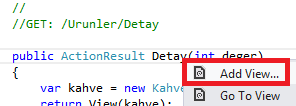 //
//GET: /Urunler/Detay
public ActionResult Detay(int deger)
{
Add View...
var kahve = new Kahve
Go To View
return View(kahve);